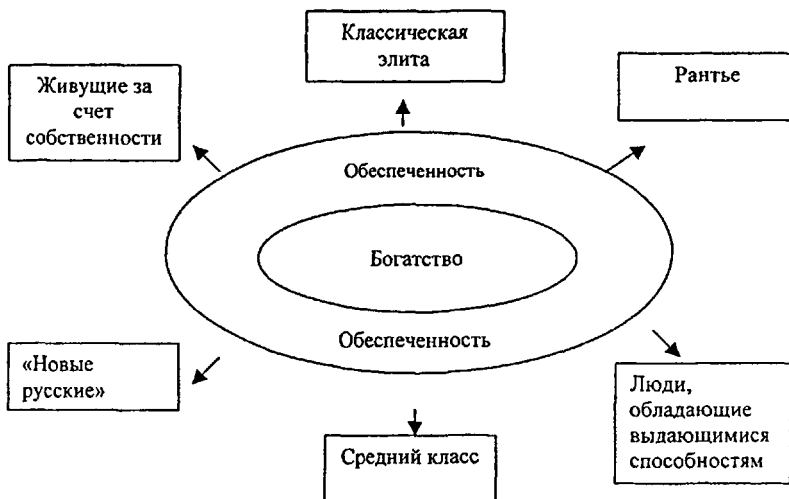 Классическая
элита
Живущие за
счет
собственности
Рантье
Обеспеченность
Богатство
Обеспеченность
«Новые
русские»
Люди,
обладающие
выдающимися
способностям
Средний класс